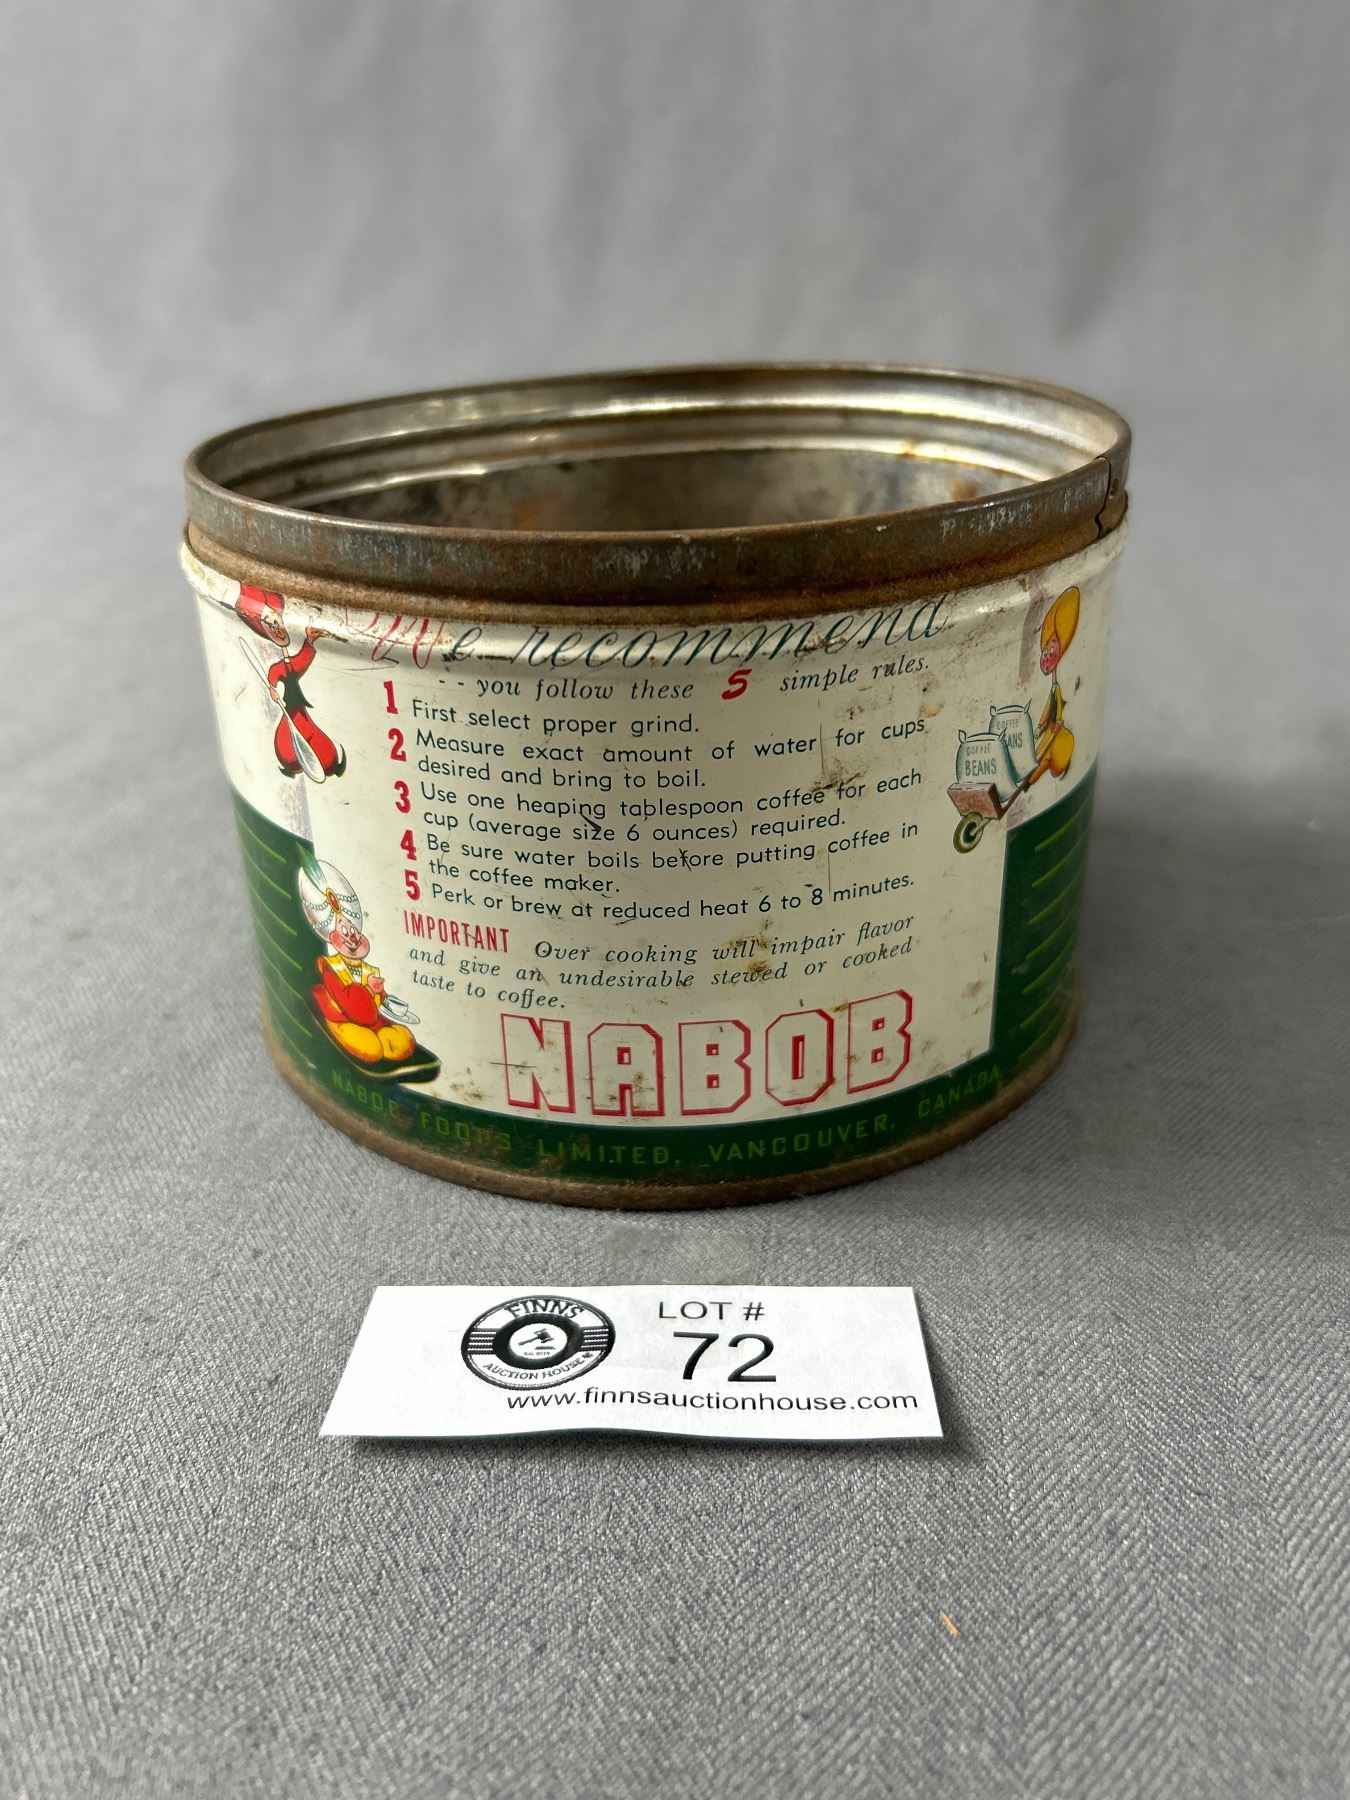 We recommend
- - you follow these 5 simple rules.
1 First select proper grind.
2 Measure exact amount of water for cups
desired and bring to boil.
3 Use one heaping tablespoon coffee for each
cup (average size 6 ounces) required.
4 Be sure water boils before putting coffee in
the coffee maker.
5 Perk or brew at reduced heat 6 to 8 minutes.
IMPORTANT Over cooking will impair flavor
and give an undesirable stewed or cooked
taste to coffee.
NABOB
NABOB FOODS LIMITED, VANCOUVER, CANADA
COFFEE
BEANS
COFFEE
ANS
FINNS
AUCTION HOUSE
LOT #
72
www.finnsauctionhouse.com